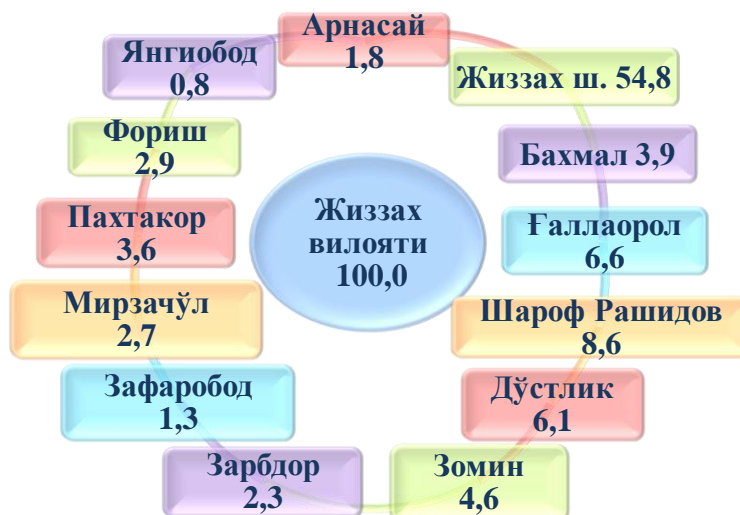 Арнасай
1,8
Жиззах ш. 54,8
Бахмал 3,9
Ғаллаорол
6,6
Шароф Рашидов
8,6
Дўстлик
6,1
Зомин
4,6
Зарбдор
2,3
Зафаробод
1,3
Мирзачўл
2,7
Пахтакор
3,6
Фориш
2,9
Янгиобод
0,8
Жиззах
вилояти
100,0